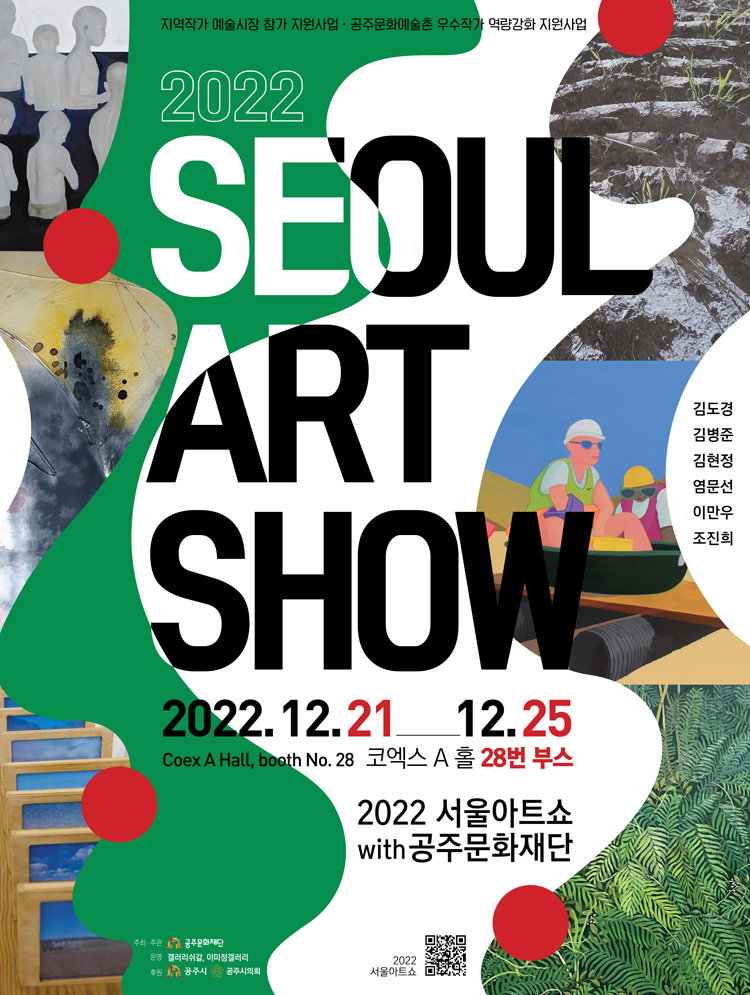 지역작가 예술시장 참가 지원사업 · 공주문화예술촌 우수작가 역량강화 지원사업
2022
SEOUL
ART
SHOW
김도경
김병준
김현정
염문선
이만우
조진희
2022. 12. 21 ____ 12. 25
Coex A Hall, booth No. 28 코엑스 A 홀 28번 부스
2022 서울아트쇼
with 공주문화재단
주최·주관 공주문화재단
운영 갤러리쉬갈, 이미정갤러리
후원 공주시 공주시의회
2022
서울아트쇼